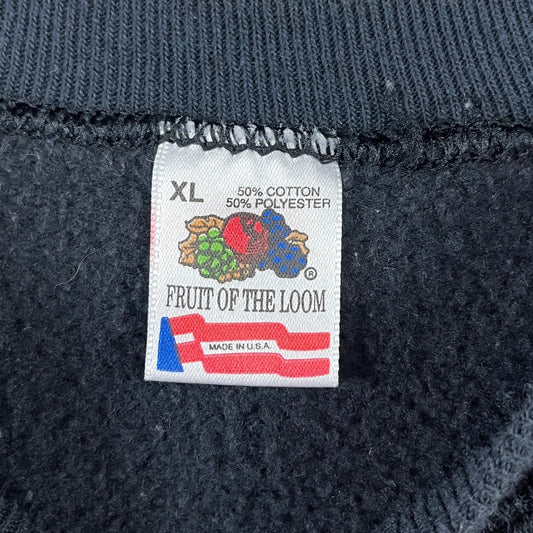 XL
50% COTTON
50% POLYESTER
®
FRUIT OF THE LOOM
MADE IN U.S.A.